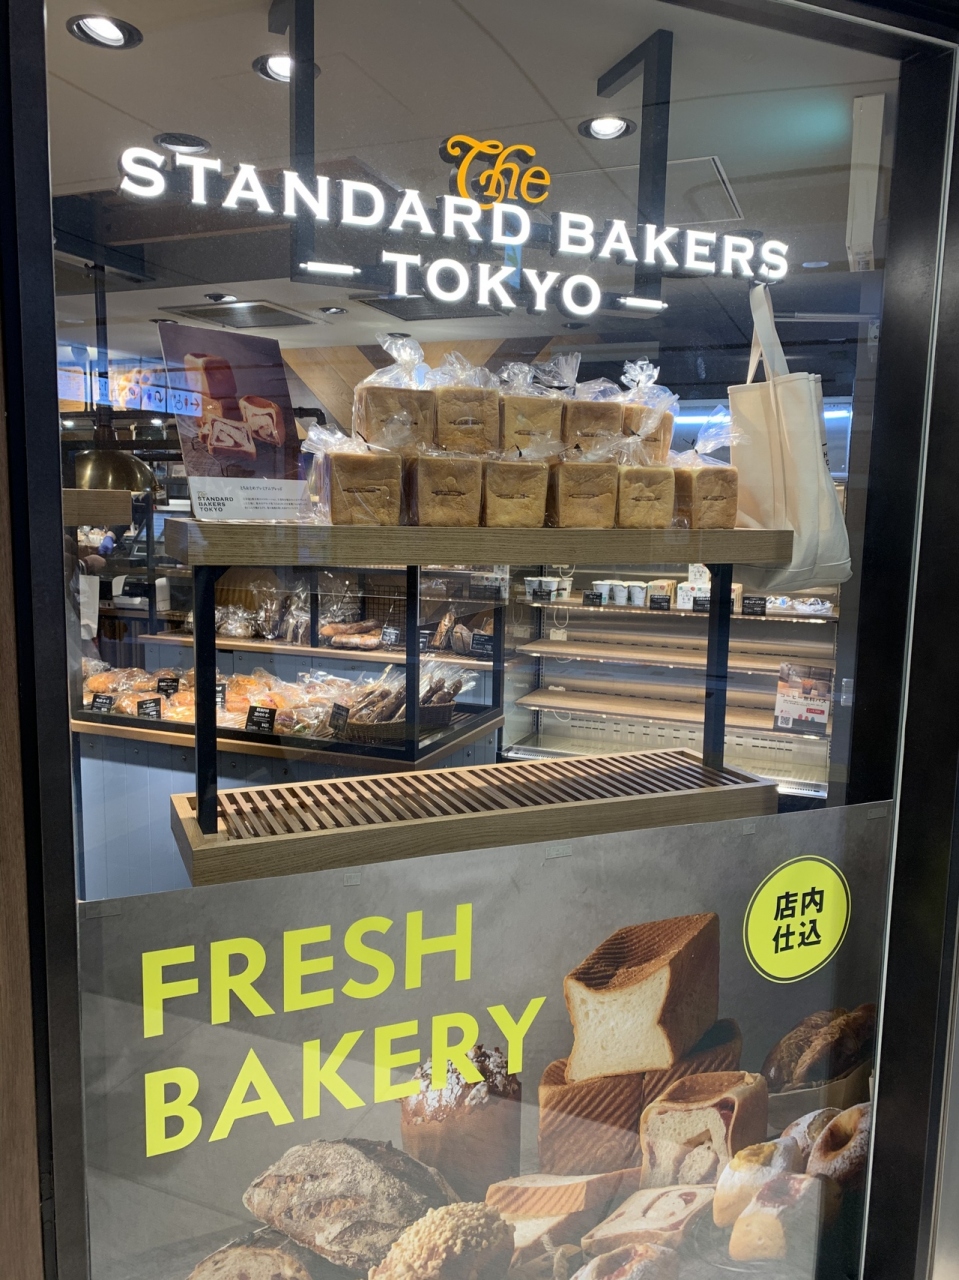 The
STANDARD BAKERS
TOKYO
STANDARD
BAKERS
TOKYO
店内
仕込
FRESH
BAKERY